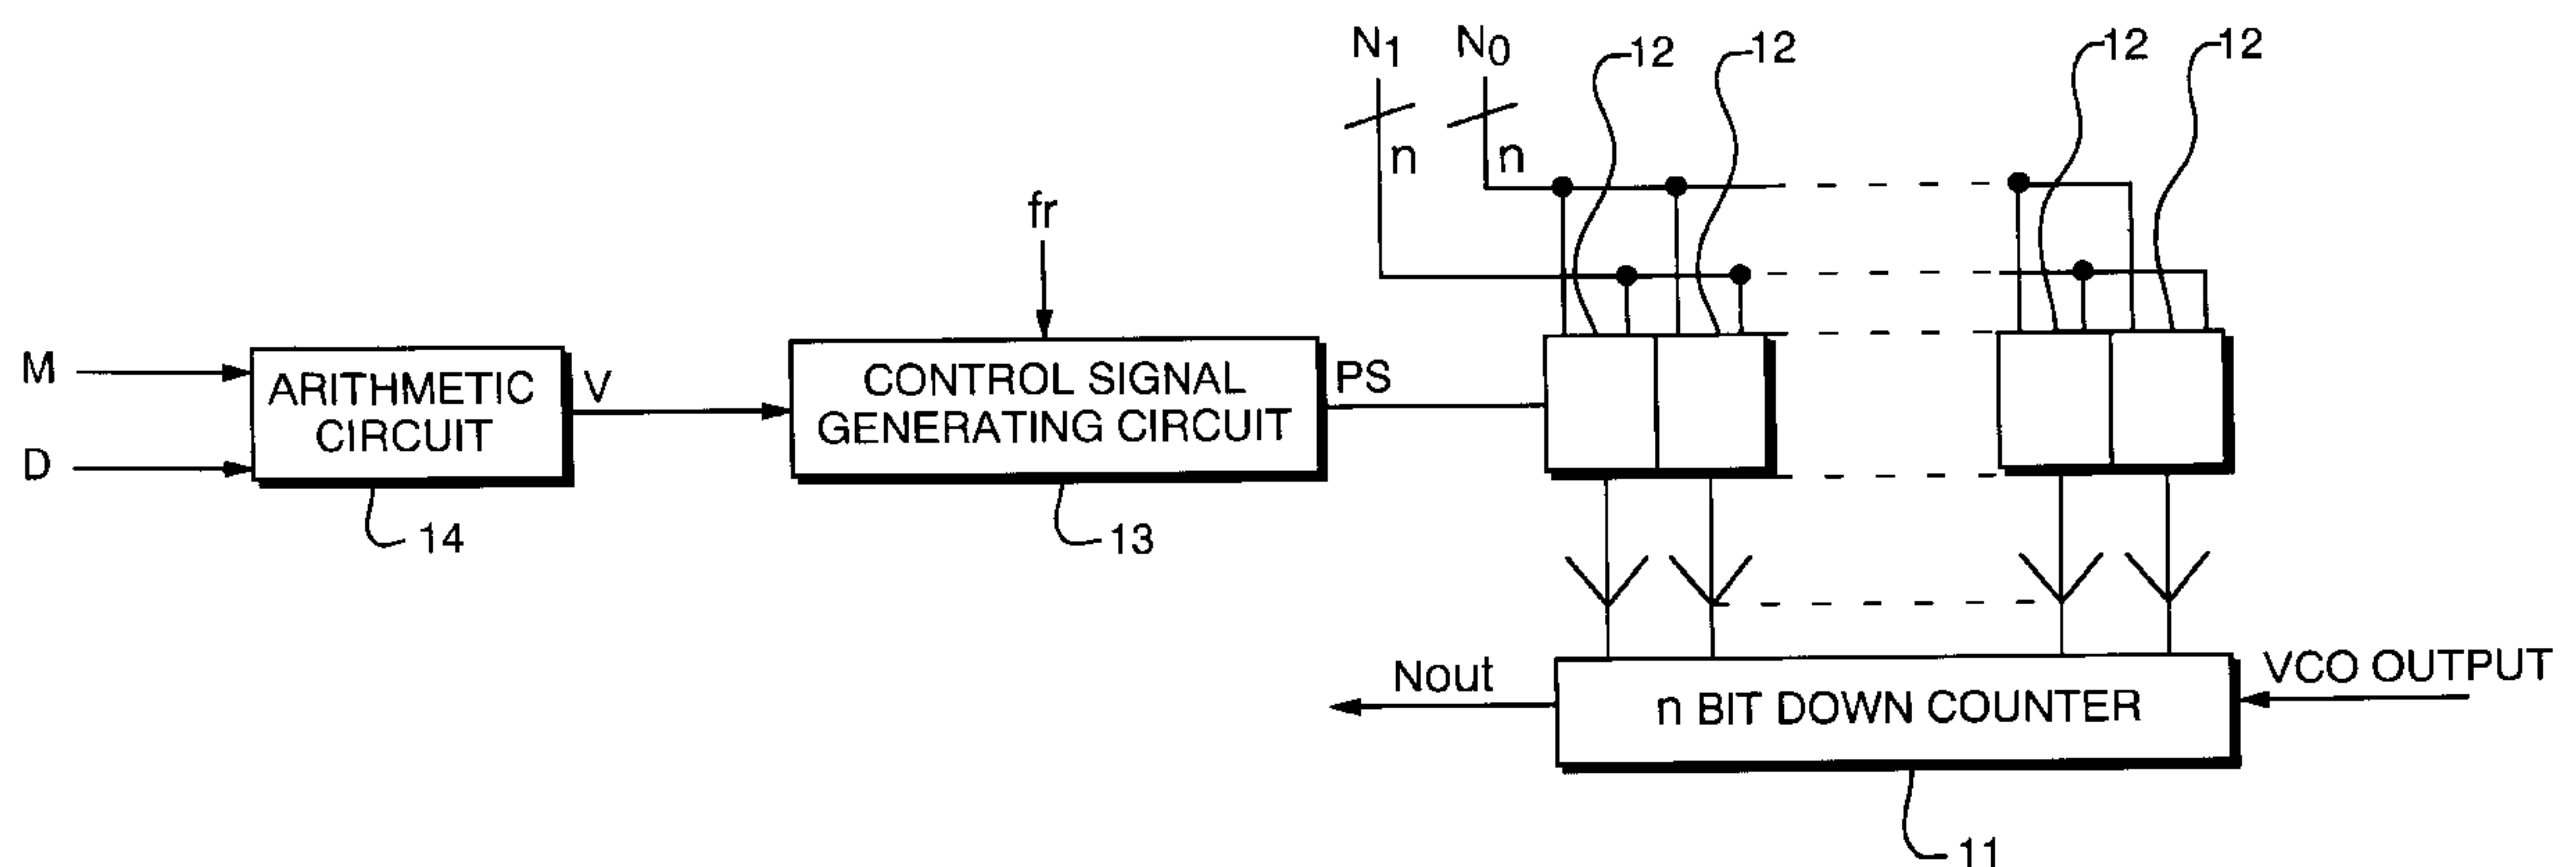 N1 N0 12 12 12 12
n n
fr
M
D
ARITHMETIC
CIRCUIT
V
CONTROL SIGNAL
GENERATING CIRCUIT
PS
14
13
Nout
n BIT DOWN COUNTER
VCO OUTPUT
11